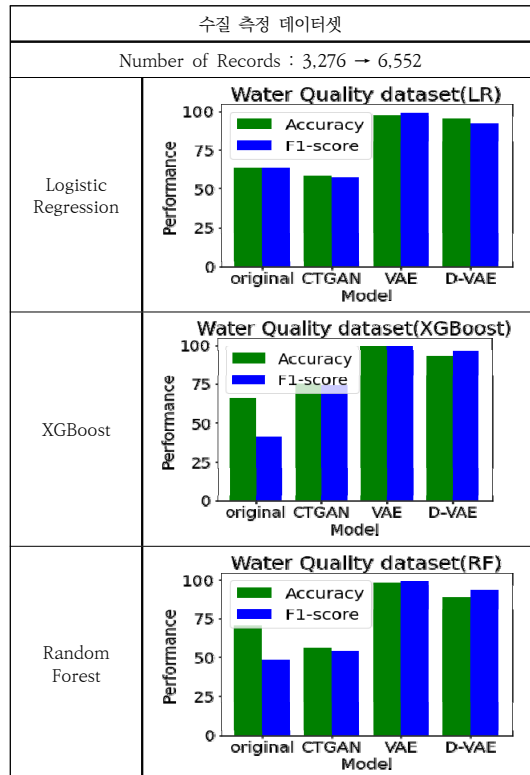 수질 측정 데이터셋
Number of Records : 3,276 → 6,552
Logistic
Regression
Water Quality dataset(LR)
Performance
100
75
50
25
0
Accuracy
F1-score
original CTGAN VAE D-VAE
Model
XGBoost
Water Quality dataset(XGBoost)
Performance
100
75
50
25
0
Accuracy
F1-score
original CTGAN VAE D-VAE
Model
Random
Forest
Water Quality dataset(RF)
Performance
100
75
50
25
0
Accuracy
F1-score
original CTGAN VAE D-VAE
Model